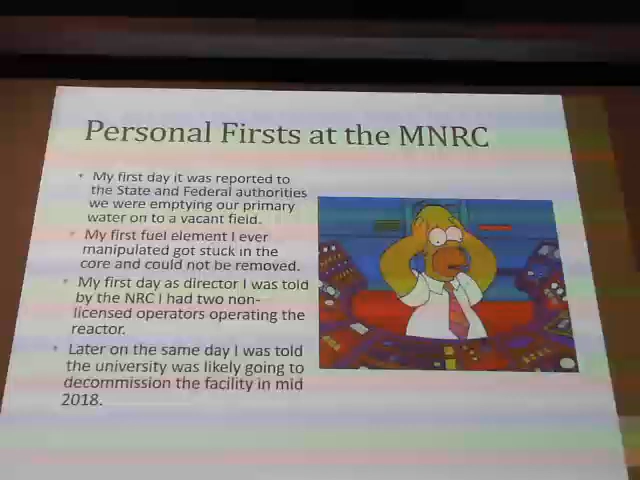 Personal Firsts at the MNRC
• My first day it was reported to
the State and Federal authorities
we were emptying our primary
water on to a vacant field.
• My first fuel element I ever
manipulated got stuck in the
core and could not be removed.
• My first day as director I was told
by the NRC I had two non-
licensed operators operating the
reactor.
• Later on the same day I was told
the university was likely going to
decommission the facility in mid
2018.